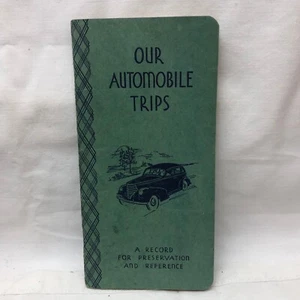 OUR
AUTOMOBILE
TRIPS
A RECORD
FOR PRESERVATION
AND REFERENCE